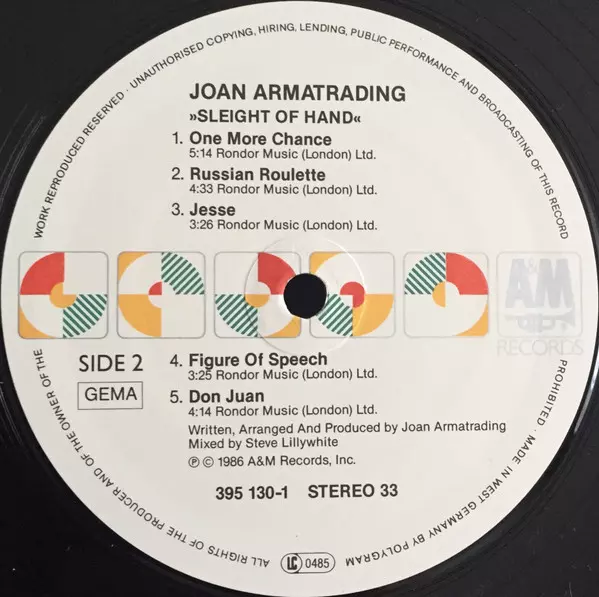 WORK REPRODUCED RESERVED · UNAUTHORISED COPYING, HIRING, LENDING, PUBLIC PERFORMANCE AND BROADCASTING OF THIS RECORD
JOAN ARMATRADING
»SLEIGHT OF HAND«
1. One More Chance
5:14 Rondor Music (London) Ltd.
2. Russian Roulette
4:33 Rondor Music (London) Ltd.
3. Jesse
3:26 Rondor Music (London) Ltd.
A&M
RECORDS
SIDE 2
GEMA
4. Figure Of Speech
3:25 Rondor Music (London) Ltd.
5. Don Juan
4:14 Rondor Music (London) Ltd.
Written, Arranged And Produced by Joan Armatrading
Mixed by Steve Lillywhite
℗ © 1986 A&M Records, Inc.
395 130-1 STEREO 33
PROHIBITED · MADE IN WEST GERMANY BY POLYGRAM
LC 0485
ALL RIGHTS OF THE PRODUCER AND OF THE OWNER OF THE